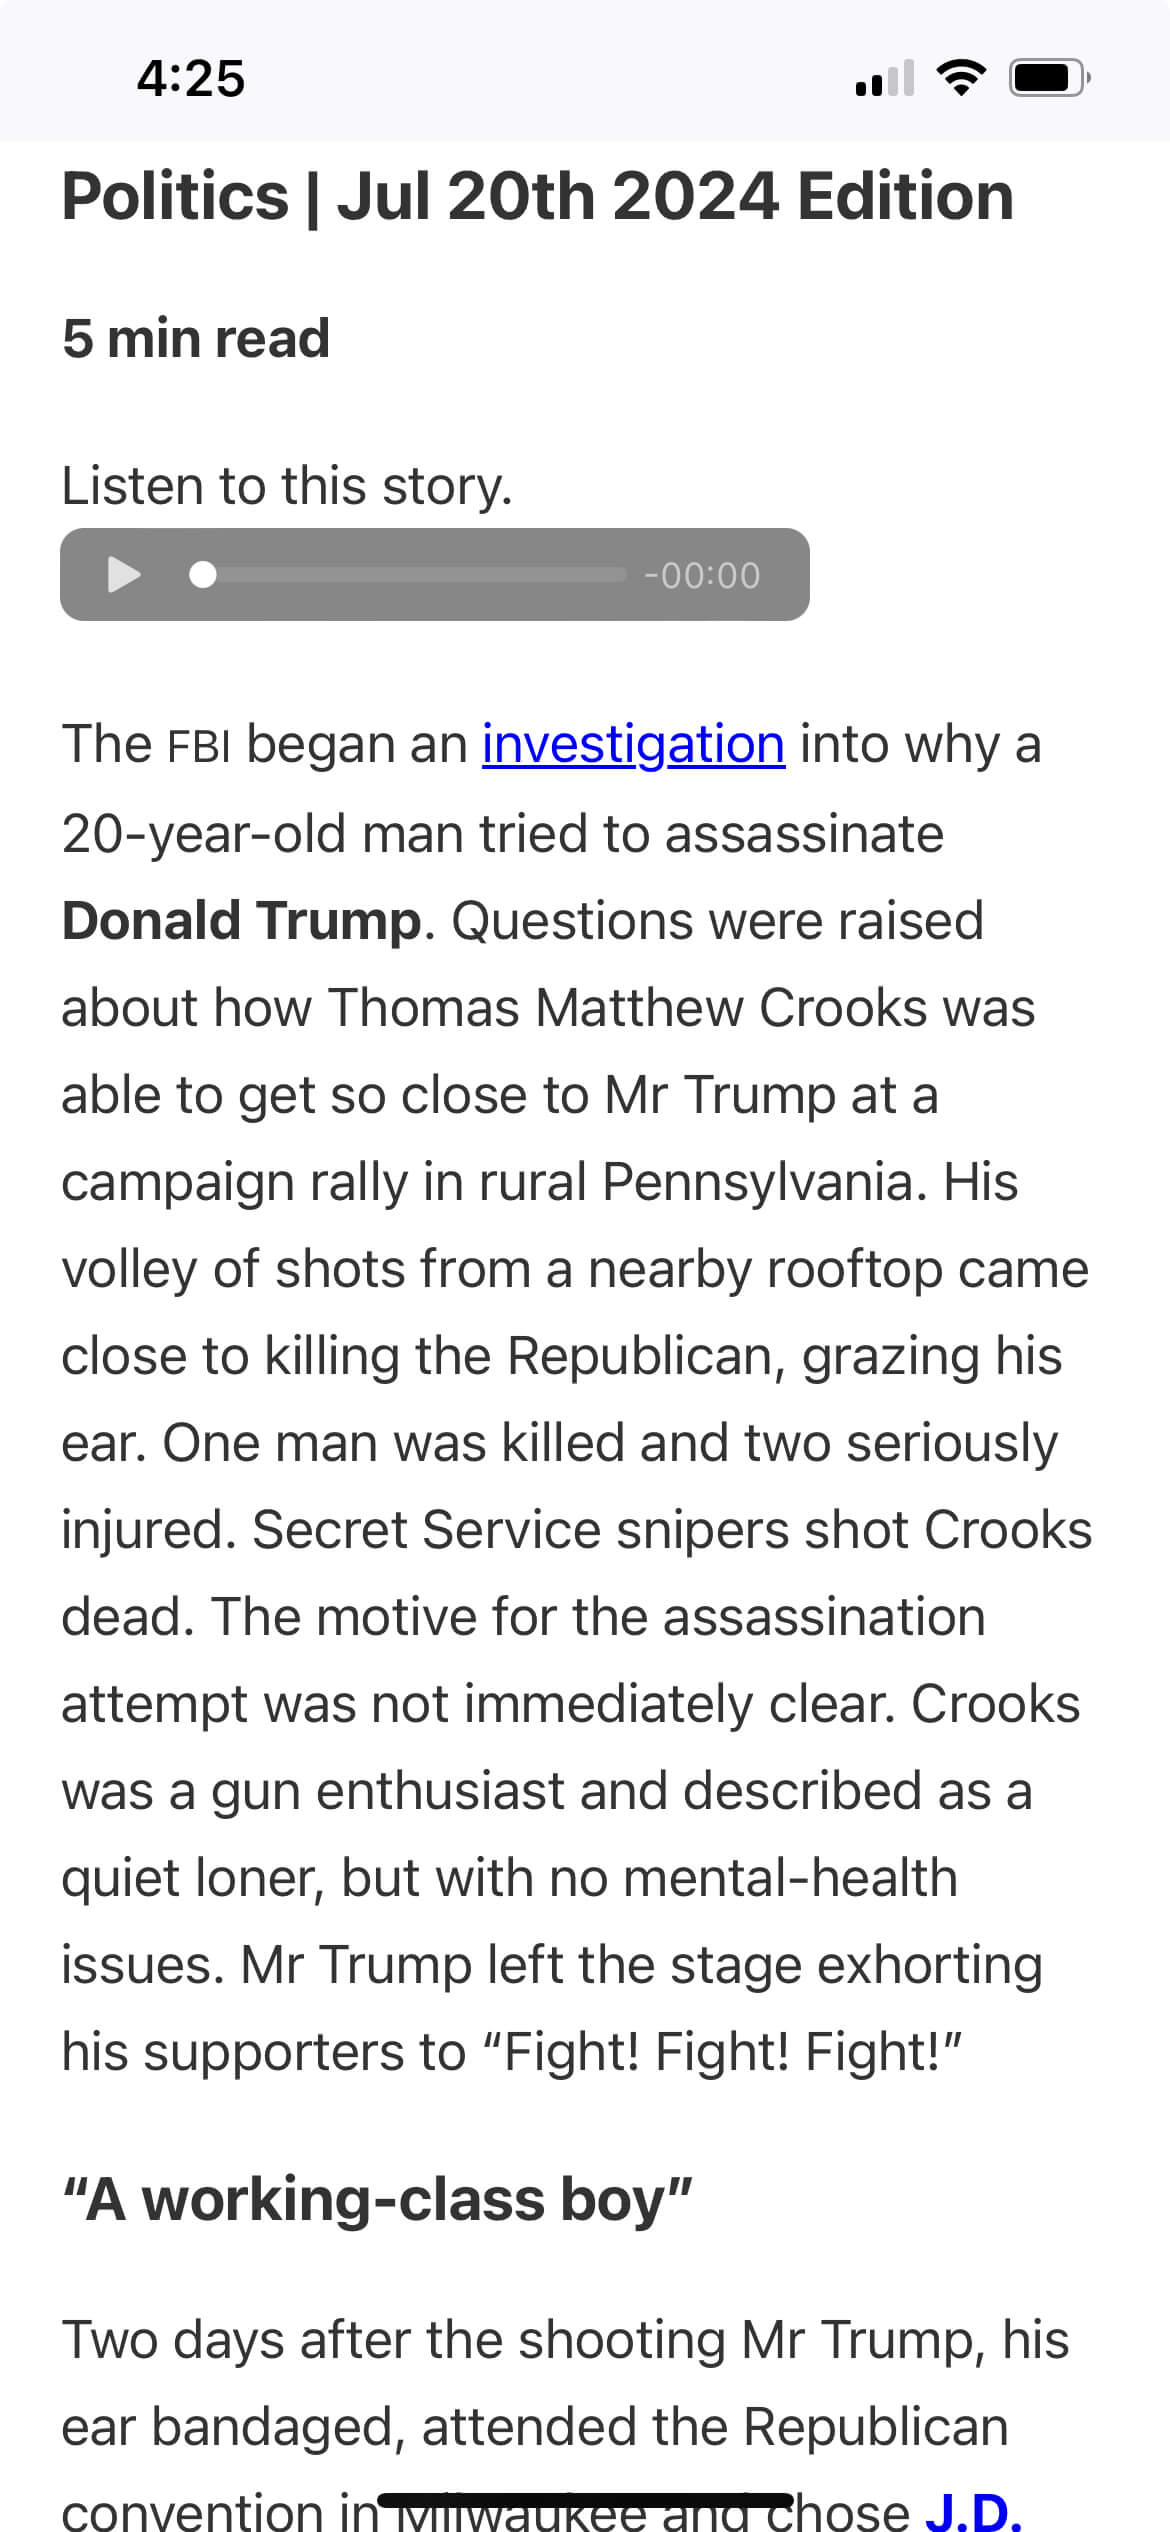 4:25
Politics | Jul 20th 2024 Edition
5 min read
Listen to this story.
-00:00
The FBI began an investigation into why a
20-year-old man tried to assassinate
Donald Trump. Questions were raised
about how Thomas Matthew Crooks was
able to get so close to Mr Trump at a
campaign rally in rural Pennsylvania. His
volley of shots from a nearby rooftop came
close to killing the Republican, grazing his
ear. One man was killed and two seriously
injured. Secret Service snipers shot Crooks
dead. The motive for the assassination
attempt was not immediately clear. Crooks
was a gun enthusiast and described as a
quiet loner, but with no mental-health
issues. Mr Trump left the stage exhorting
his supporters to “Fight! Fight! Fight!”
“A working-class boy”
Two days after the shooting Mr Trump, his
ear bandaged, attended the Republican
convention in Milwaukee and chose J.D.